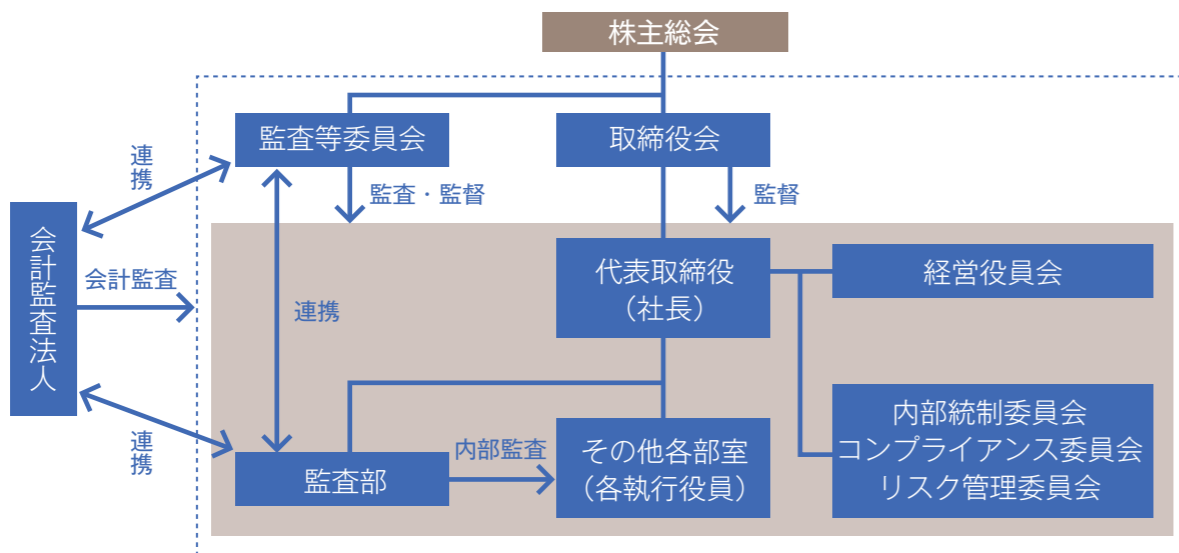 株主総会
監査等委員会
取締役会
連携
監査・監督
監督
会計監査法人
会計監査
連携
代表取締役
（社長）
経営役員会
連携
監査部
内部監査
その他各部室
（各執行役員）
内部統制委員会
コンプライアンス委員会
リスク管理委員会